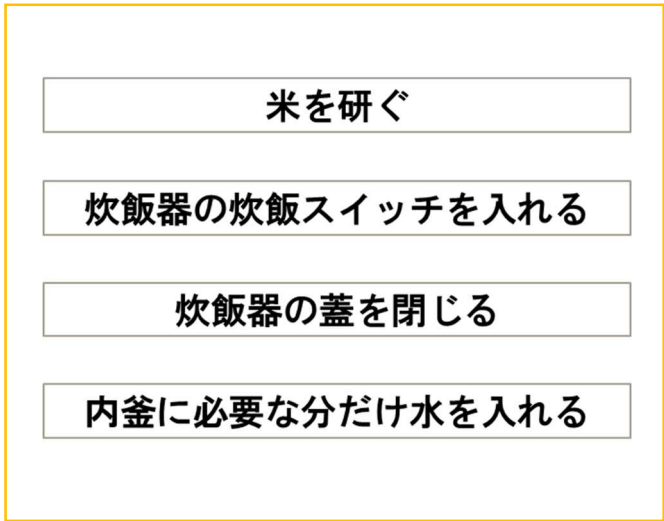 米を研ぐ
炊飯器の炊飯スイッチを入れる
炊飯器の蓋を閉じる
内釜に必要な分だけ水を入れる